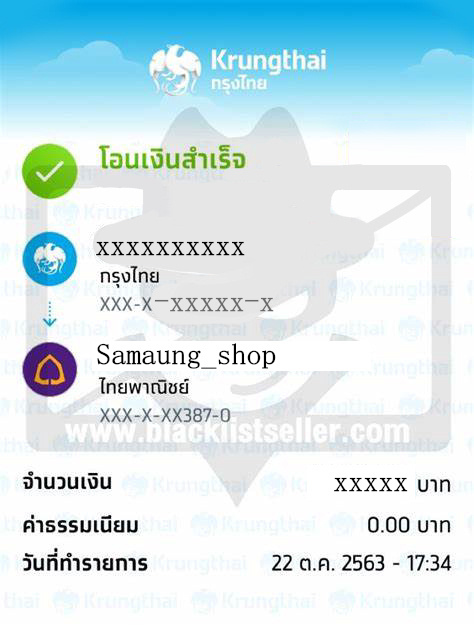 Krungthai
กรุงไทย
โอนเงินสำเร็จ
xxxxxxxxxx
กรุงไทย
XXX-X-xxxxx-x
Samaung_shop
ไทยพาณิชย์
XXX-X-XX387-0
www.blacklistseller.com
จำนวนเงิน xxxxx บาท
ค่าธรรมเนียม 0.00 บาท
วันที่ทำรายการ 22 ต.ค. 2563 - 17:34